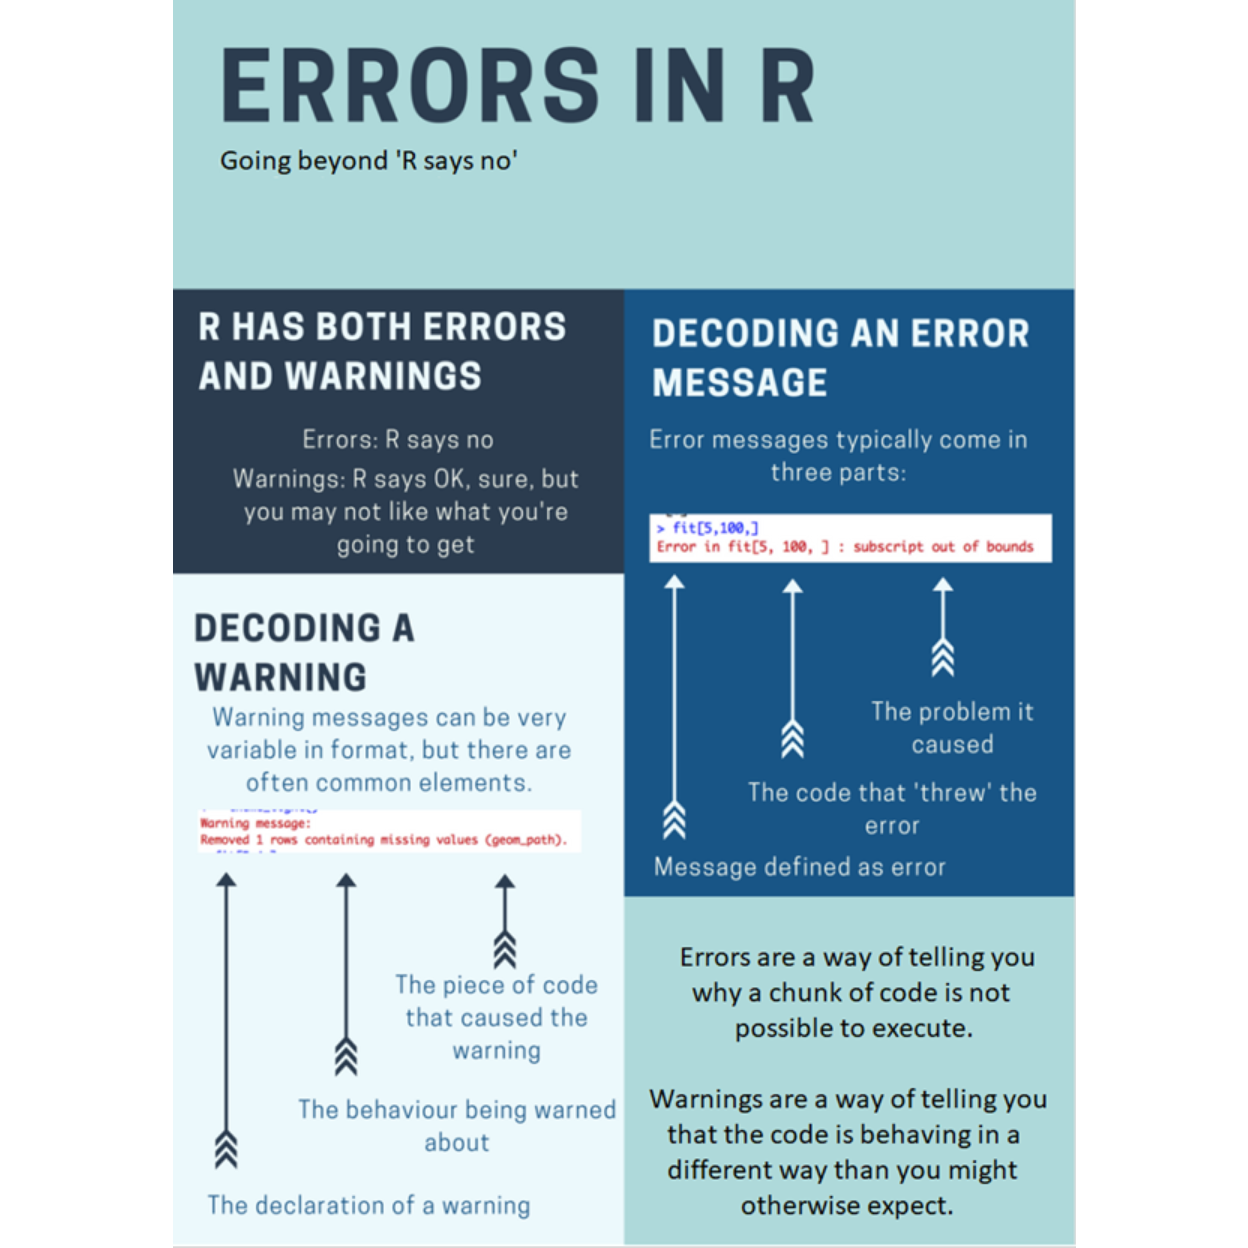 ERRORS IN R
Going beyond 'R says no'
R HAS BOTH ERRORS
AND WARNINGS
Errors: R says no
Warnings: R says OK, sure, but
you may not like what you're
going to get
DECODING A
WARNING
Warning messages can be very
variable in format, but there are
often common elements.
Warning message:
Removed 1 rows containing missing values (geom_path).
The piece of code
that caused the
warning
The behaviour being warned
about
The declaration of a warning
DECODING AN ERROR
MESSAGE
Error messages typically come in
three parts:
> fit[5,100,]
Error in fit[5, 100, ] : subscript out of bounds
The problem it
caused
The code that 'threw' the
error
Message defined as error
Errors are a way of telling you
why a chunk of code is not
possible to execute.
Warnings are a way of telling you
that the code is behaving in a
different way than you might
otherwise expect.